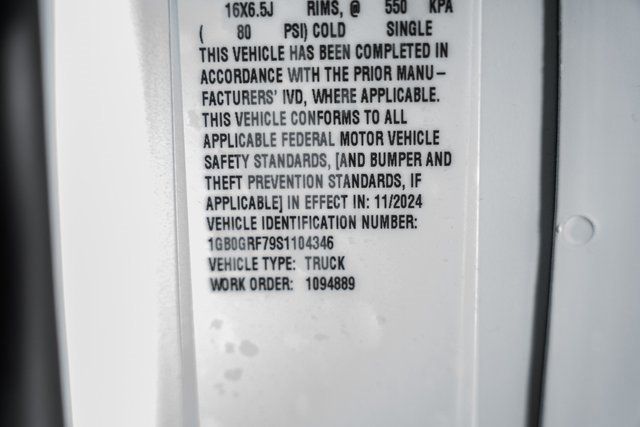 16X6.5J RIMS, @ 550 KPA
( 80 PSI) COLD SINGLE
THIS VEHICLE HAS BEEN COMPLETED IN
ACCORDANCE WITH THE PRIOR MANU–
FACTURERS' IVD, WHERE APPLICABLE.
THIS VEHICLE CONFORMS TO ALL
APPLICABLE FEDERAL MOTOR VEHICLE
SAFETY STANDARDS, [AND BUMPER AND
THEFT PREVENTION STANDARDS, IF
APPLICABLE] IN EFFECT IN: 11/2024
VEHICLE IDENTIFICATION NUMBER:
1GB0GRF79S1104346
VEHICLE TYPE: TRUCK
WORK ORDER: 1094889